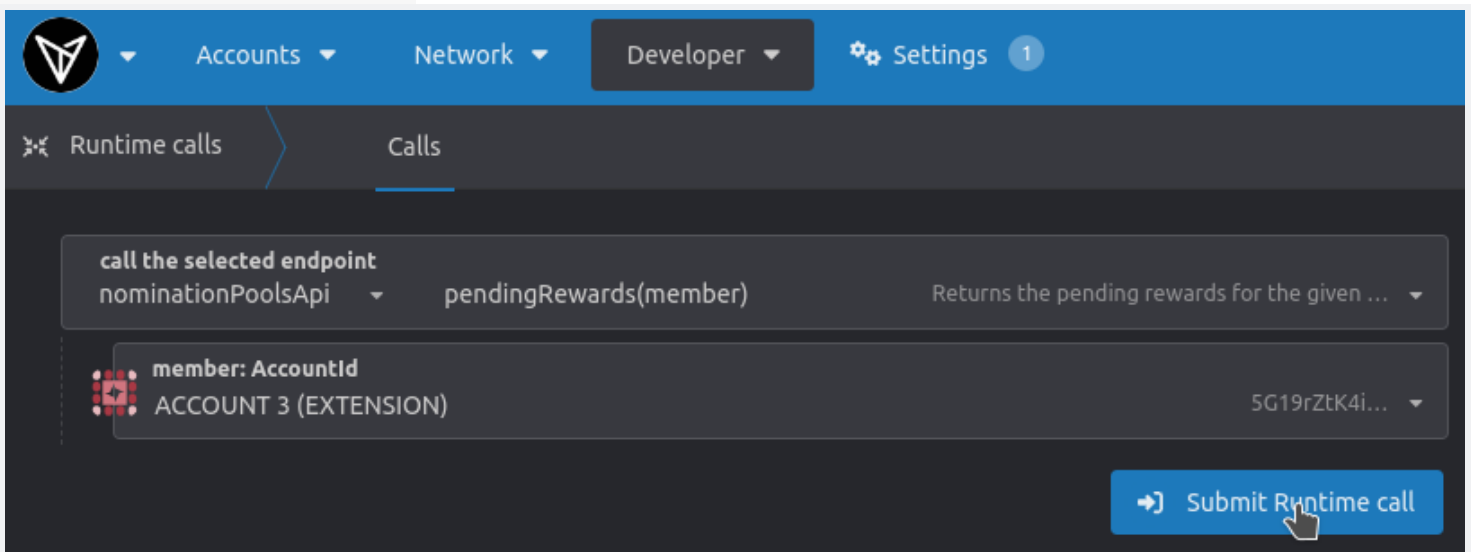 Accounts Network Developer Settings 1
Runtime calls Calls
call the selected endpoint
nominationPoolsApi pendingRewards(member) Returns the pending rewards for the given ...
member: AccountId
ACCOUNT 3 (EXTENSION) 5G19rZtK4i...
Submit Runtime call